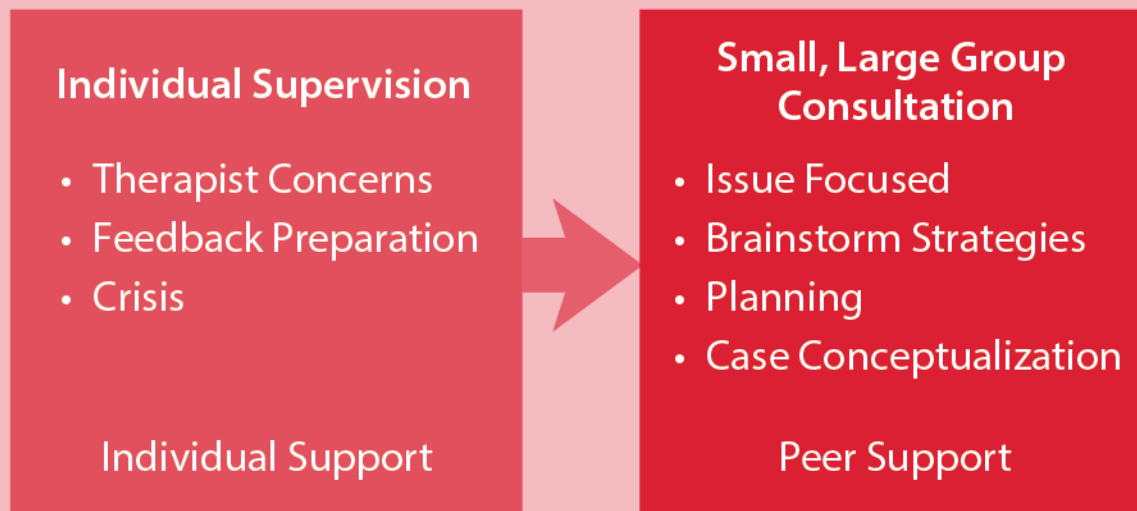 Individual Supervision
• Therapist Concerns
• Feedback Preparation
• Crisis
Individual Support
Small, Large Group
Consultation
• Issue Focused
• Brainstorm Strategies
• Planning
• Case Conceptualization
Peer Support